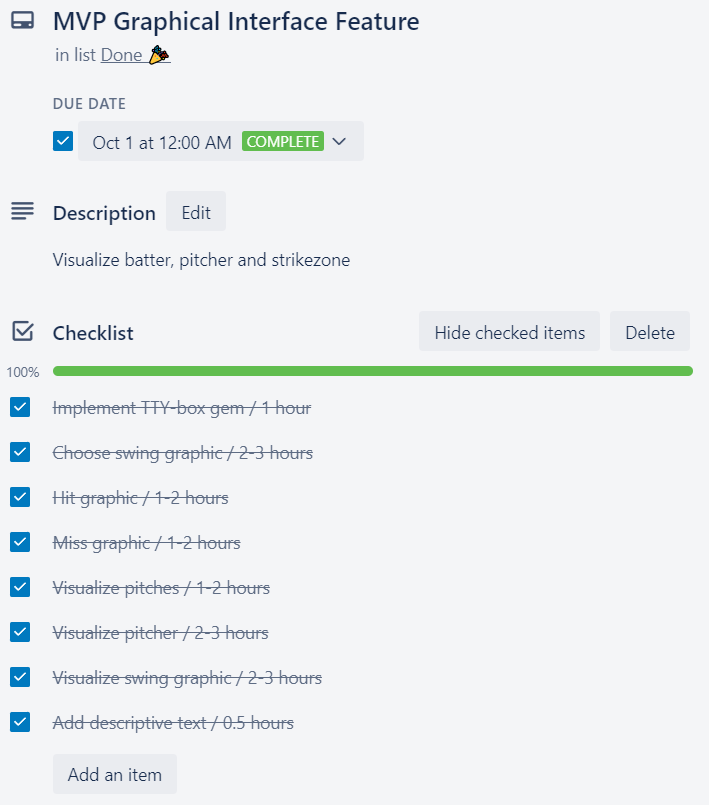 MVP Graphical Interface Feature
in list Done 🎉
DUE DATE
Oct 1 at 12:00 AM COMPLETE
Description Edit
Visualize batter, pitcher and strikezone
Checklist Hide checked items Delete
100%
Implement TTY-box gem / 1 hour
Choose swing graphic / 2-3 hours
Hit graphic / 1-2 hours
Miss graphic / 1-2 hours
Visualize pitches / 1-2 hours
Visualize pitcher / 2-3 hours
Visualize swing graphic / 2-3 hours
Add descriptive text / 0.5 hours
Add an item